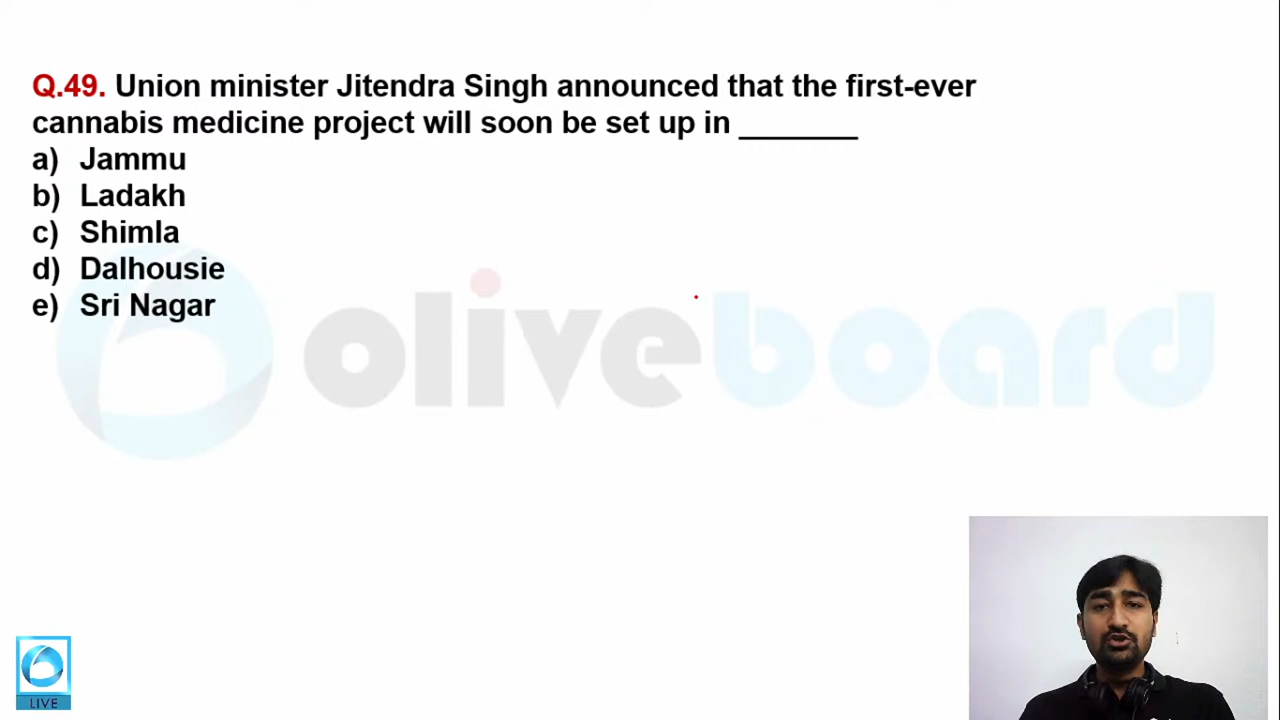 Q.49. Union minister Jitendra Singh announced that the first-ever
cannabis medicine project will soon be set up in _______
a) Jammu
b) Ladakh
c) Shimla
d) Dalhousie
e) Sri Nagar
oliveboard
LIVE